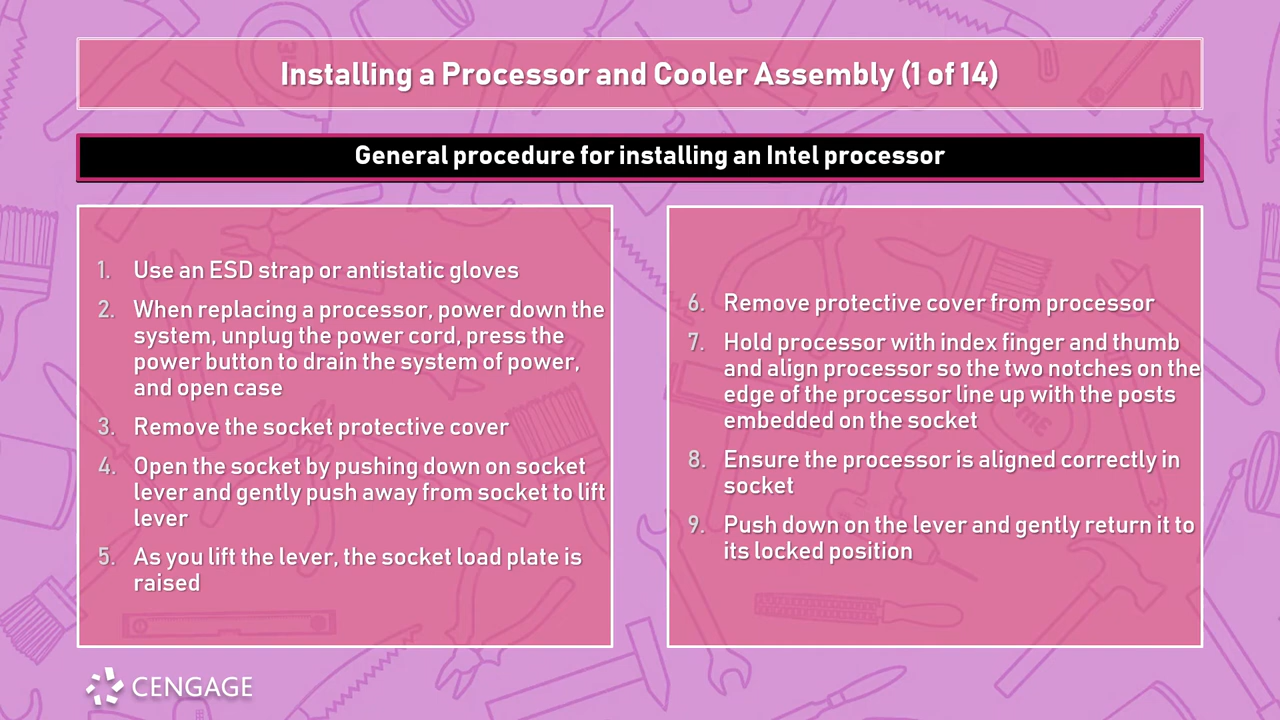 Installing a Processor and Cooler Assembly (1 of 14)
General procedure for installing an Intel processor
1. Use an ESD strap or antistatic gloves
2. When replacing a processor, power down the
system, unplug the power cord, press the
power button to drain the system of power,
and open case
3. Remove the socket protective cover
4. Open the socket by pushing down on socket
lever and gently push away from socket to lift
lever
5. As you lift the lever, the socket load plate is
raised
6. Remove protective cover from processor
7. Hold processor with index finger and thumb
and align processor so the two notches on the
edge of the processor line up with the posts
embedded on the socket
8. Ensure the processor is aligned correctly in
socket
9. Push down on the lever and gently return it to
its locked position
CENGAGE